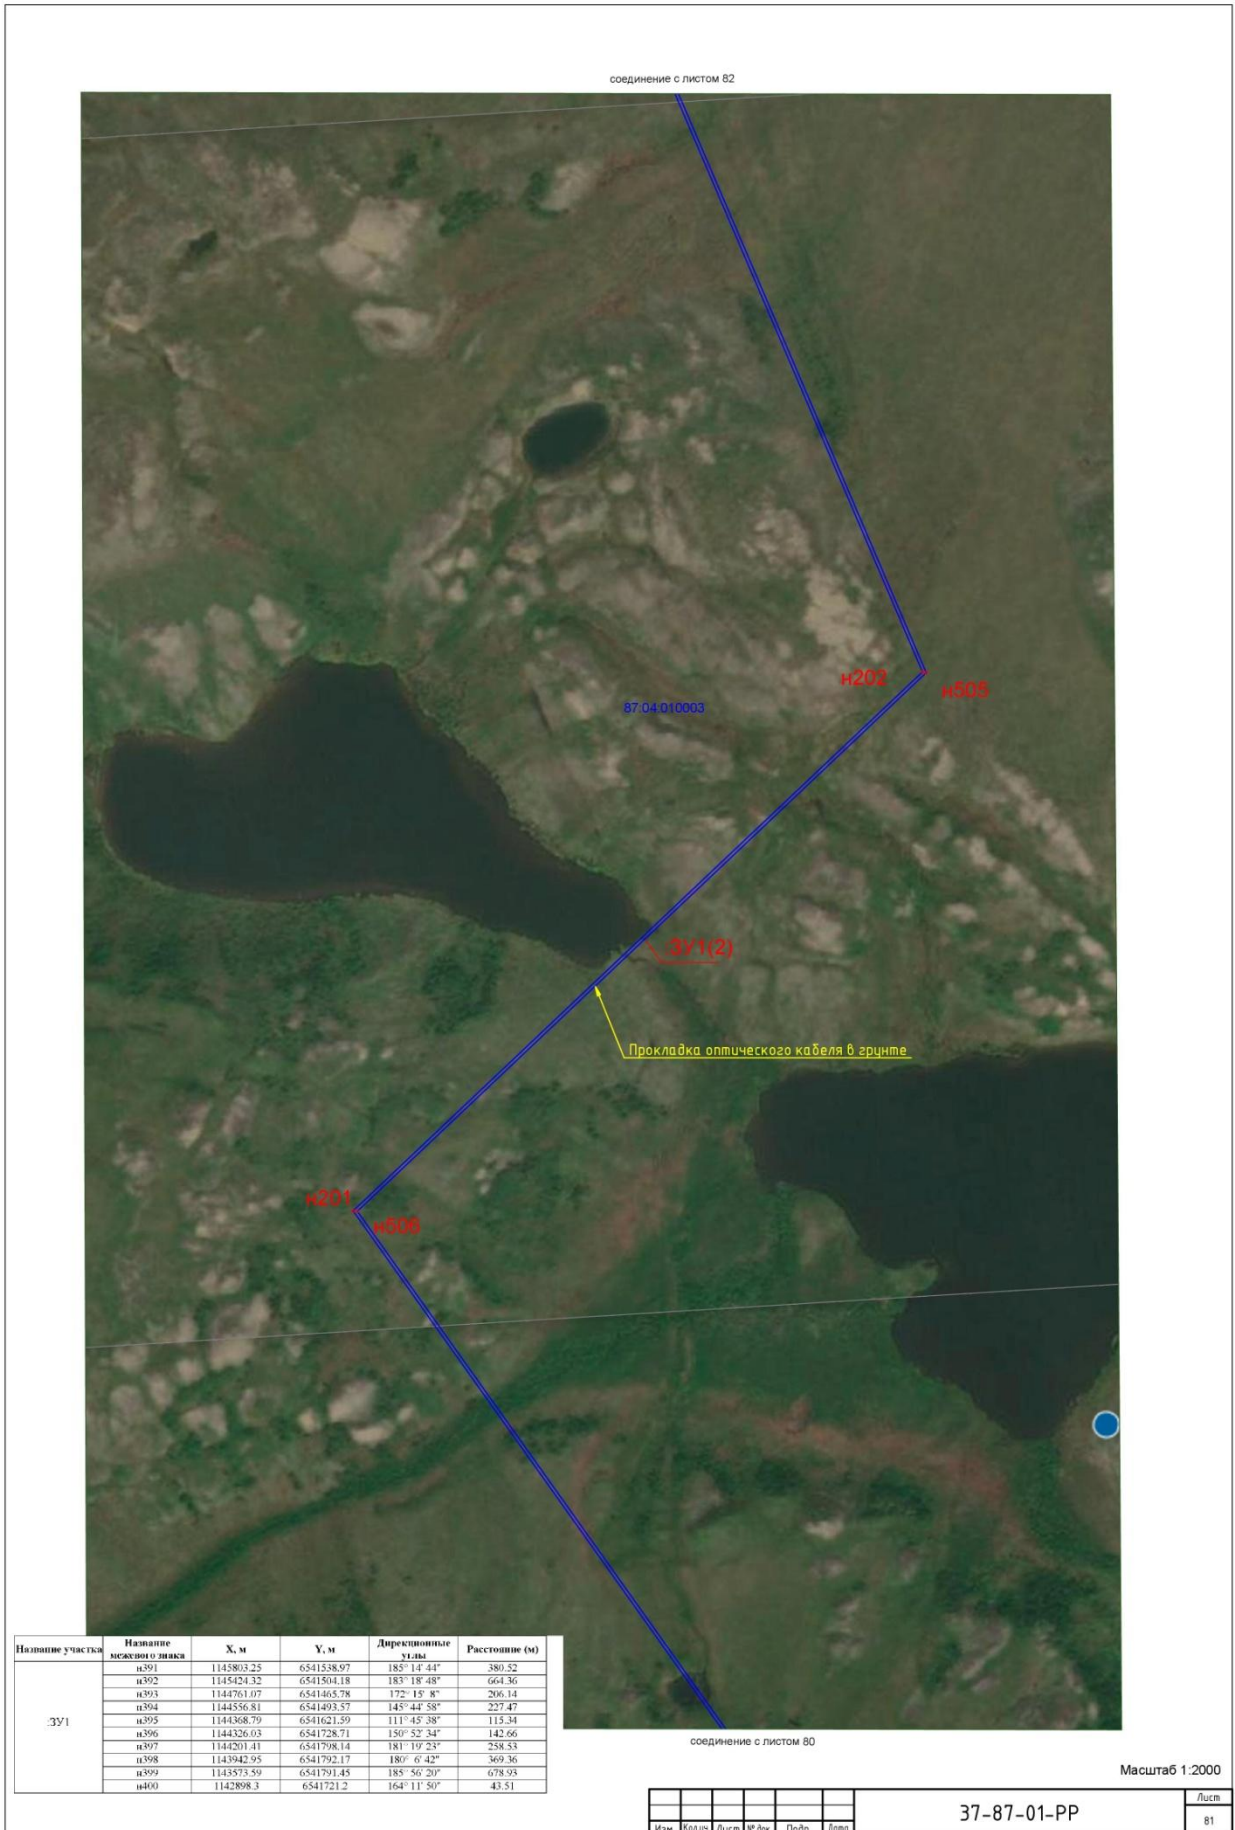 соединение с листом 82
н202
н505
87:04:010003
:ЗУ1(2)
Прокладка оптического кабеля в грунте
н201
н506
Название участка Название межевого знака X, м Y, м Дирекционные углы Расстояние (м)
:ЗУ1
н391 1145803.25 6541538.97 185° 14' 44" 380.52
н392 1145424.32 6541504.18 183° 18' 48" 664.36
н393 1144761.07 6541465.78 172° 15' 8" 206.14
н394 1144556.81 6541493.57 145° 44' 58" 227.47
н395 1144368.79 6541621.59 111° 45' 38" 115.34
н396 1144326.03 6541728.71 150° 52' 34" 142.66
н397 1144201.41 6541798.14 181° 19' 23" 258.53
н398 1143942.95 6541792.17 180° 6' 42" 369.36
н399 1143573.59 6541791.45 185° 56' 20" 678.93
н400 1142898.3 6541721.2 164° 11' 50" 43.51
соединение с листом 80
Масштаб 1:2000
37-87-01-РР
Лист
81
Изм. Кол.уч Лист № док. Подп. Дата